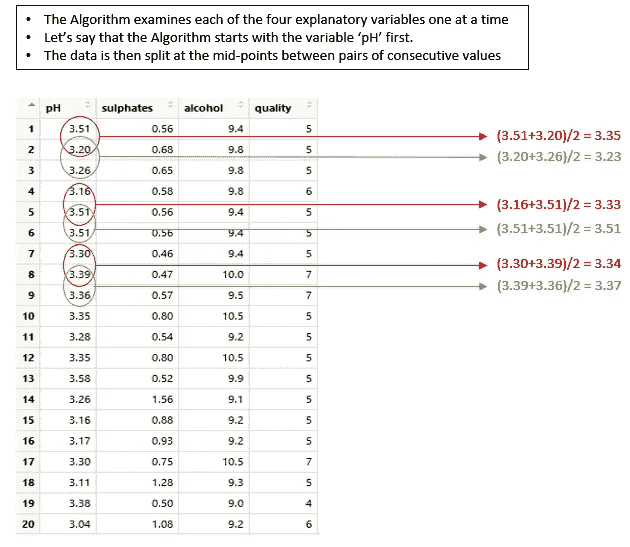 • The Algorithm examines each of the four explanatory variables one at a time
• Let's say that the Algorithm starts with the variable 'pH' first.
• The data is then split at the mid-points between pairs of consecutive values
pH sulphates alcohol quality
1 3.51 0.56 9.4 5
(3.51+3.20)/2 = 3.35
2 3.20 0.68 9.8 5
(3.20+3.26)/2 = 3.23
3 3.26 0.65 9.8 5
4 3.16 0.58 9.8 6
(3.16+3.51)/2 = 3.33
5 3.51 0.56 9.4 5
(3.51+3.51)/2 = 3.51
6 3.51 0.56 9.4 5
7 3.30 0.46 9.4 5
(3.30+3.39)/2 = 3.34
8 3.39 0.47 10.0 7
(3.39+3.36)/2 = 3.37
9 3.36 0.57 9.5 7
10 3.35 0.80 10.5 5
11 3.28 0.54 9.2 5
12 3.35 0.80 10.5 5
13 3.58 0.52 9.9 5
14 3.26 1.56 9.1 5
15 3.16 0.88 9.2 5
16 3.17 0.93 9.2 5
17 3.30 0.75 10.5 7
18 3.11 1.28 9.3 5
19 3.38 0.50 9.0 4
20 3.04 1.08 9.2 6